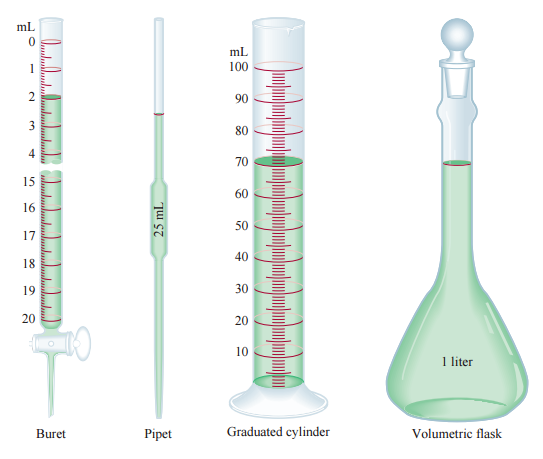 mL
0
1
2
3
4
15
16
17
18
19
20
Buret
25 mL
Pipet
mL
100
90
80
70
60
50
40
30
20
10
Graduated cylinder
1 liter
Volumetric flask